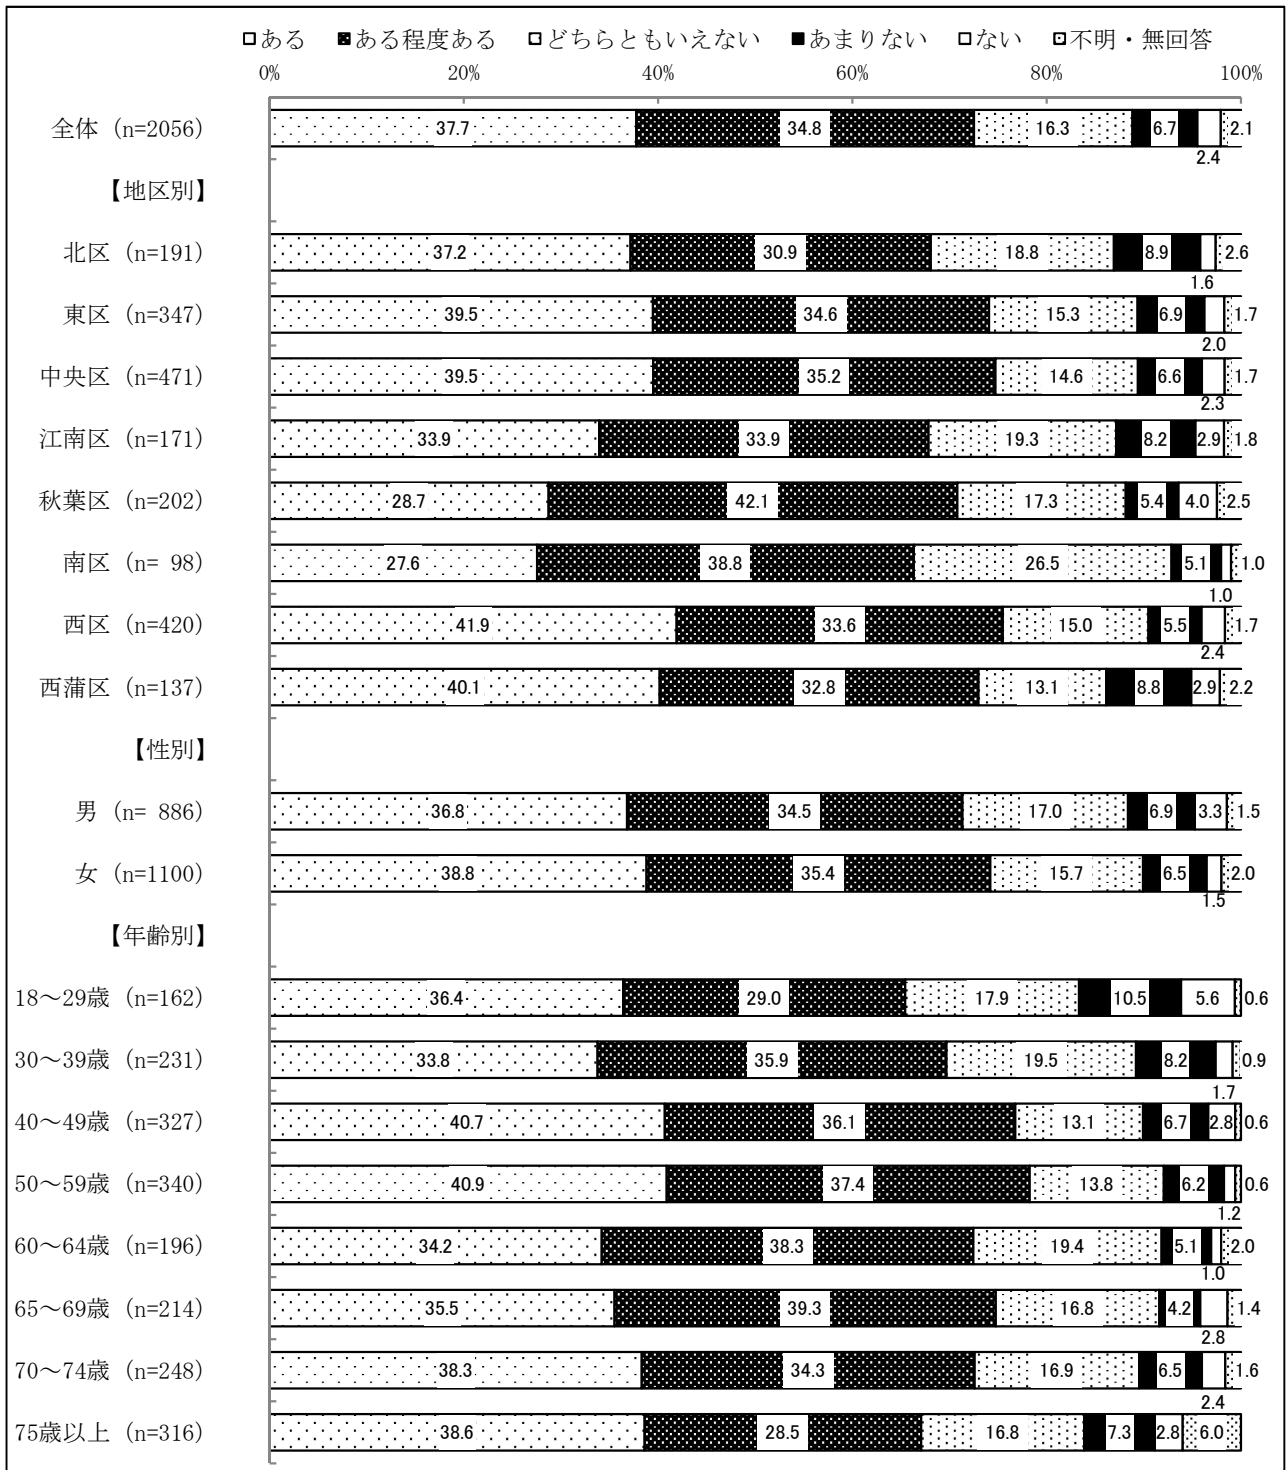 ある ある程度ある どちらともいえない あまりない ない 不明・無回答
0% 20% 40% 60% 80% 100%
全体 (n=2056) 37.7 34.8 16.3 6.7 2.4 2.1
【地区別】
北区 (n=191) 37.2 30.9 18.8 8.9 1.6 2.6
東区 (n=347) 39.5 34.6 15.3 6.9 2.0 1.7
中央区 (n=471) 39.5 35.2 14.6 6.6 2.3 1.7
江南区 (n=171) 33.9 33.9 19.3 8.2 2.9 1.8
秋葉区 (n=202) 28.7 42.1 17.3 5.4 4.0 2.5
南区 (n= 98) 27.6 38.8 26.5 5.1 1.0 1.0
西区 (n=420) 41.9 33.6 15.0 5.5 2.4 1.7
西蒲区 (n=137) 40.1 32.8 13.1 8.8 2.9 2.2
【性別】
男 (n= 886) 36.8 34.5 17.0 6.9 3.3 1.5
女 (n=1100) 38.8 35.4 15.7 6.5 1.5 2.0
【年齢別】
18～29歳 (n=162) 36.4 29.0 17.9 10.5 5.6 0.6
30～39歳 (n=231) 33.8 35.9 19.5 8.2 1.7 0.9
40～49歳 (n=327) 40.7 36.1 13.1 6.7 2.8 0.6
50～59歳 (n=340) 40.9 37.4 13.8 6.2 1.2 0.6
60～64歳 (n=196) 34.2 38.3 19.4 5.1 1.0 2.0
65～69歳 (n=214) 35.5 39.3 16.8 4.2 2.8 1.4
70～74歳 (n=248) 38.3 34.3 16.9 6.5 2.4 1.6
75歳以上 (n=316) 38.6 28.5 16.8 7.3 2.8 6.0